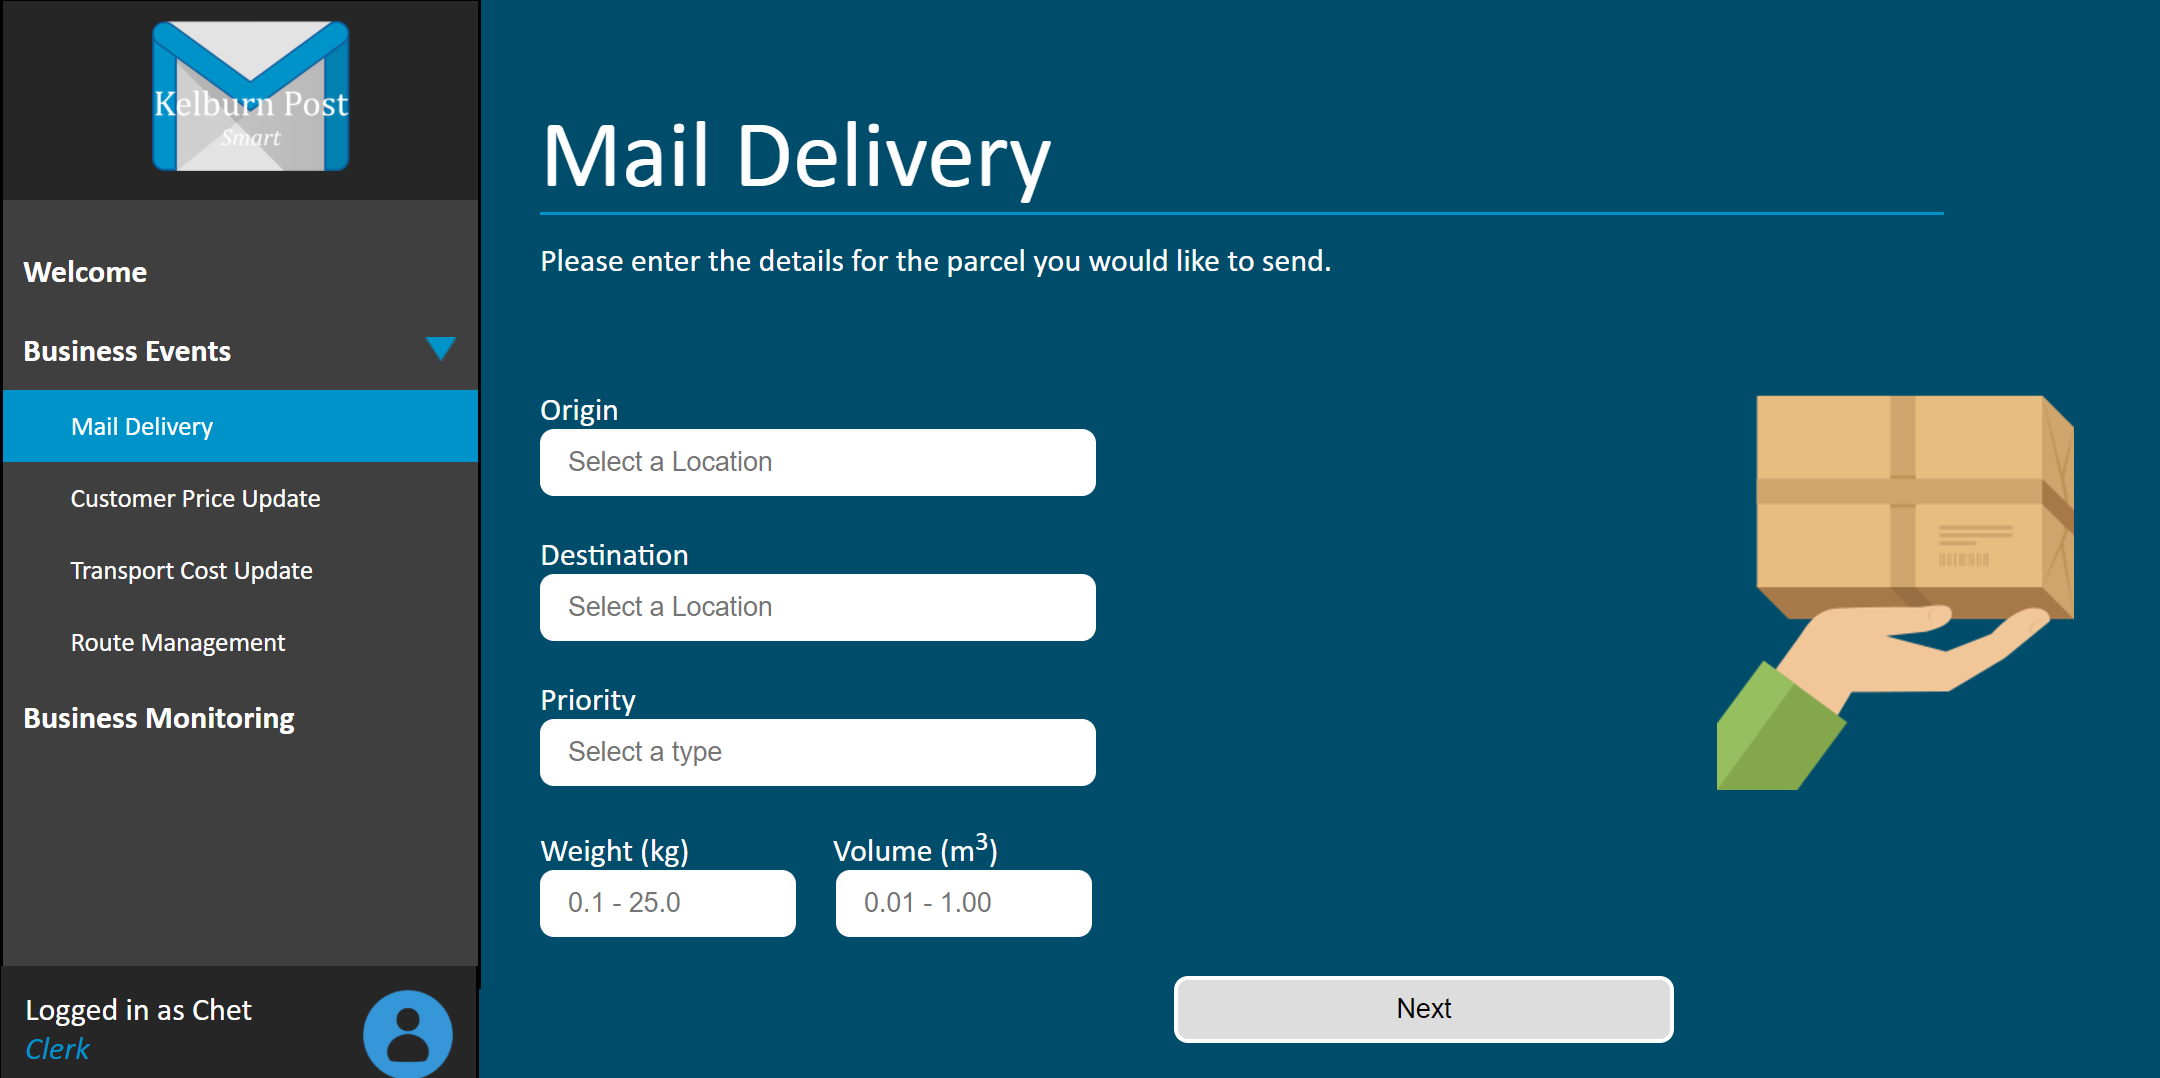 Kelburn Post
Smart
Welcome
Business Events
Mail Delivery
Customer Price Update
Transport Cost Update
Route Management
Business Monitoring
Logged in as Chet
Clerk
Mail Delivery
Please enter the details for the parcel you would like to send.
Origin
Select a Location
Destination
Select a Location
Priority
Select a type
Weight (kg) Volume (m³)
0.1 - 25.0 0.01 - 1.00
Next